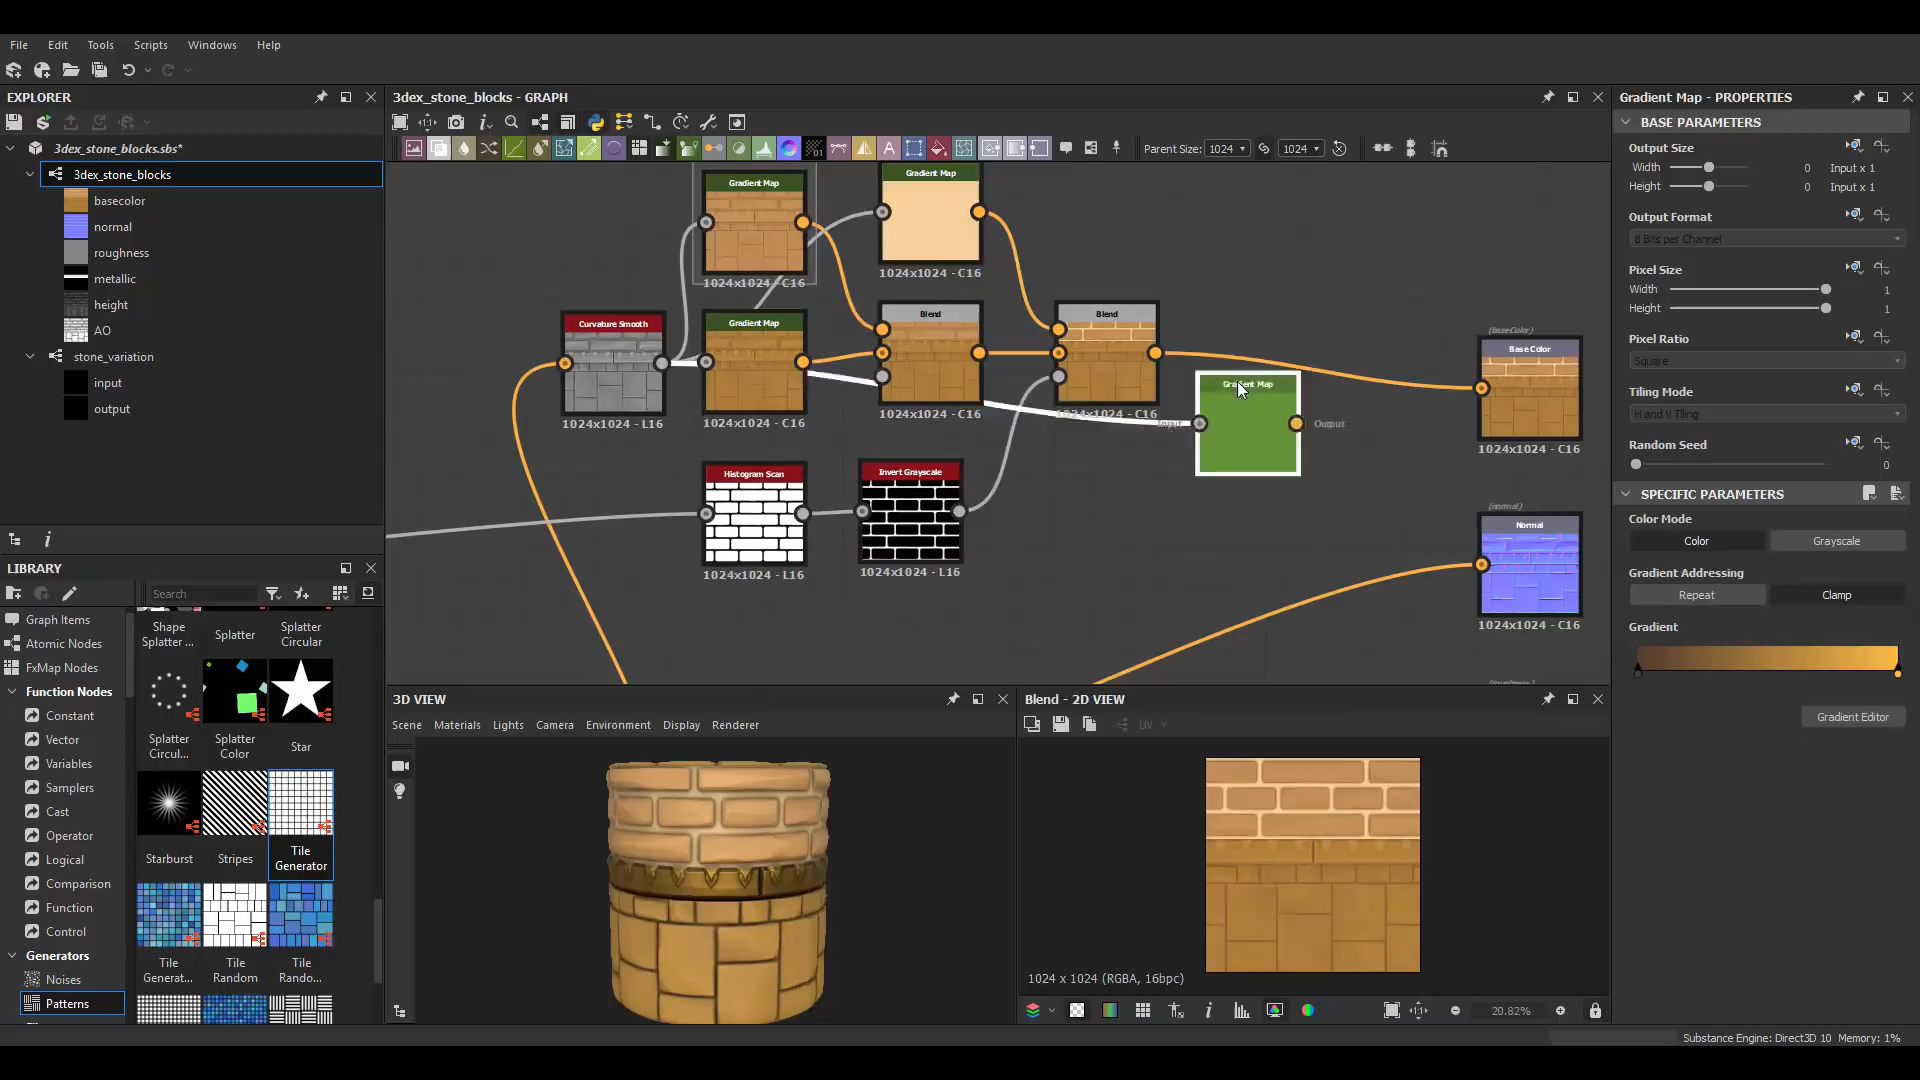 File Edit Tools Scripts Windows Help
EXPLORER
3dex_stone_blocks.sbs*
3dex_stone_blocks
basecolor
normal
roughness
metallic
height
AO
stone_variation
input
output
LIBRARY
Search
Graph Items
Atomic Nodes
FxMap Nodes
Function Nodes
Constant
Vector
Variables
Samplers
Cast
Operator
Logical
Comparison
Function
Control
Generators
Noises
Patterns
Shape Splatter ...
Splatter
Splatter Circular
Splatter Circul...
Splatter Color
Star
Starburst
Stripes
Tile Generator
Tile Generat...
Tile Random
Tile Rando...
3dex_stone_blocks - GRAPH
Parent Size: 1024 1024
Gradient Map
1024x1024 - C16
Gradient Map
1024x1024 - C16
Curvature Smooth
1024x1024 - L16
Gradient Map
1024x1024 - C16
Blend
1024x1024 - C16
Blend
1024x1024 - C16
Gradient Map
Input
Output
(baseColor)
Base Color
1024x1024 - C16
Histogram Scan
1024x1024 - L16
Invert Grayscale
1024x1024 - L16
(normal)
Normal
1024x1024 - C16
3D VIEW
Scene Materials Lights Camera Environment Display Renderer
Blend - 2D VIEW
UV
1024 x 1024 (RGBA, 16bpc)
20.82%
Gradient Map - PROPERTIES
BASE PARAMETERS
Output Size
Width 0 Input x 1
Height 0 Input x 1
Output Format
8 Bits per Channel
Pixel Size
Width 1
Height 1
Pixel Ratio
Square
Tiling Mode
H and V Tiling
Random Seed
0
SPECIFIC PARAMETERS
Color Mode
Color Grayscale
Gradient Addressing
Repeat Clamp
Gradient
Gradient Editor
Substance Engine: Direct3D 10 Memory: 1%